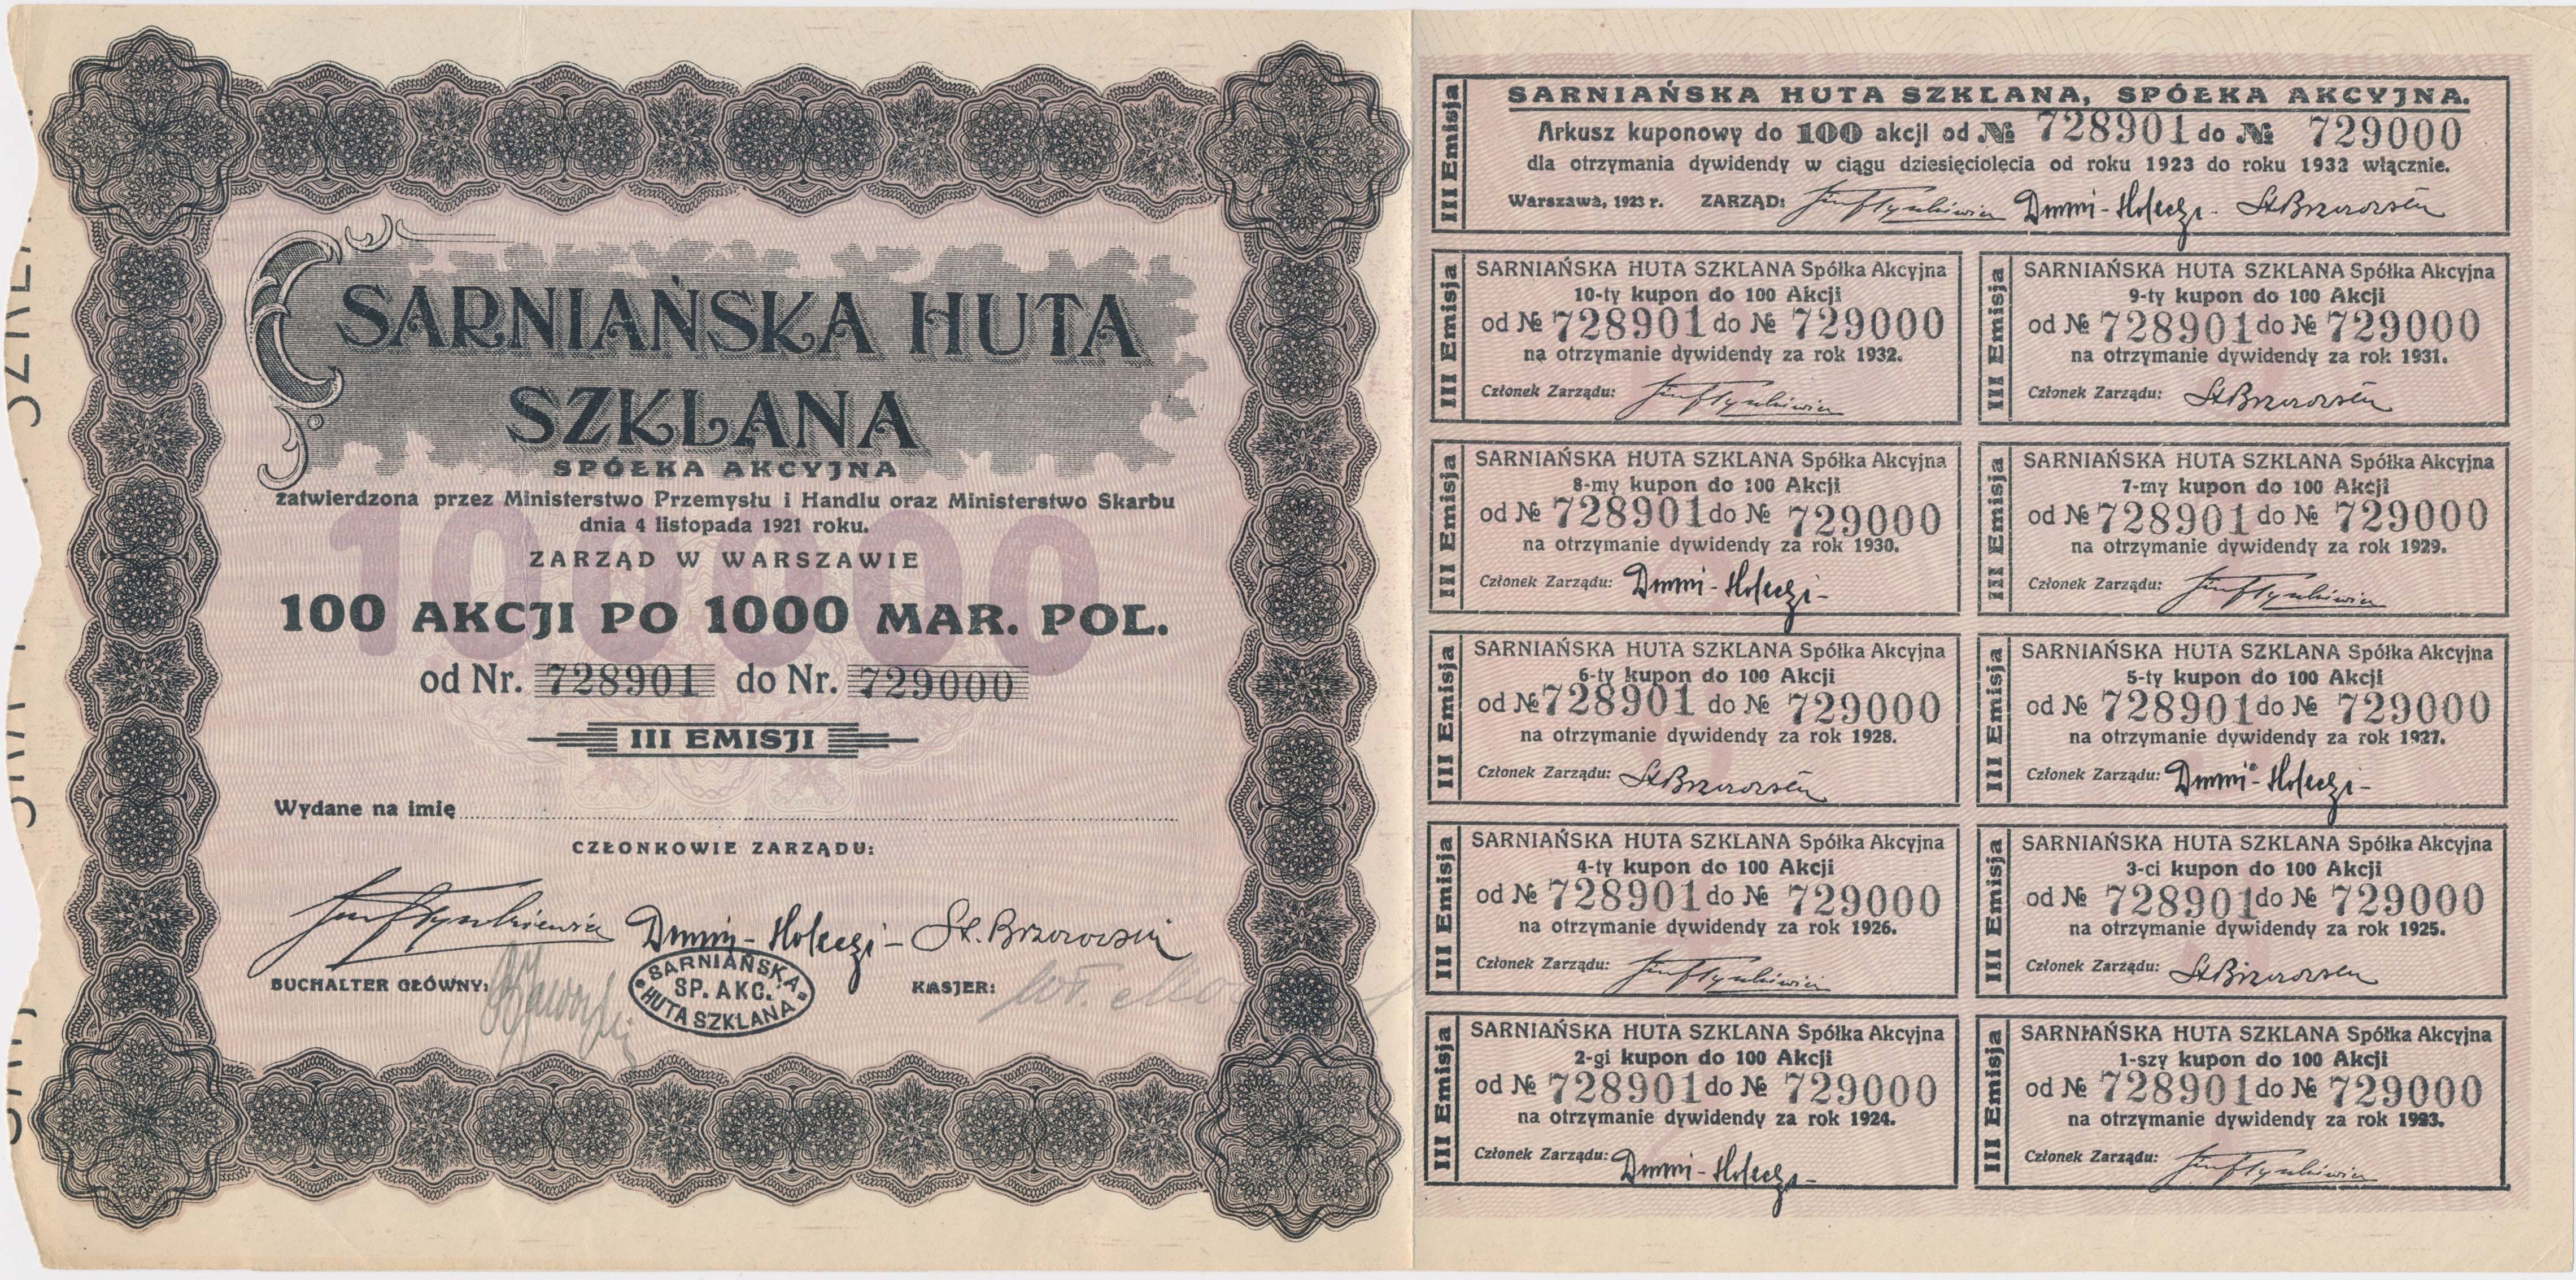 SARNIAŃSKA HUTA
SZKLANA
SPÓŁKA AKCYJNA
zatwierdzona przez Ministerstwo Przemysłu i Handlu oraz Ministerstwo Skarbu
dnia 4 listopada 1921 roku.
ZARZĄD W WARSZAWIE
100000
100 AKCJI PO 1000 MAR. POL.
od Nr. 728901 do Nr. 729000
III EMISJI
Wydane na imię
CZŁONKOWIE ZARZĄDU:
BUCHALTER GŁÓWNY:
SARNIAŃSKA
SP. AKC.
HUTA SZKLANA
KASJER:
III Emisja
SARNIAŃSKA HUTA SZKLANA, SPÓŁKA AKCYJNA.
Arkusz kuponowy do 100 akcji od № 728901 do № 729000
dla otrzymania dywidendy w ciągu dziesięciolecia od roku 1923 do roku 1932 włącznie.
Warszawa, 1923 r. ZARZĄD:
III Emisja
SARNIAŃSKA HUTA SZKLANA Spółka Akcyjna
10-ty kupon do 100 Akcji
od № 728901 do № 729000
na otrzymanie dywidendy za rok 1932.
Członek Zarządu:
III Emisja
SARNIAŃSKA HUTA SZKLANA Spółka Akcyjna
9-ty kupon do 100 Akcji
od № 728901 do № 729000
na otrzymanie dywidendy za rok 1931.
Członek Zarządu:
III Emisja
SARNIAŃSKA HUTA SZKLANA Spółka Akcyjna
8-my kupon do 100 Akcji
od № 728901 do № 729000
na otrzymanie dywidendy za rok 1930.
Członek Zarządu:
III Emisja
SARNIAŃSKA HUTA SZKLANA Spółka Akcyjna
7-my kupon do 100 Akcji
od № 728901 do № 729000
na otrzymanie dywidendy za rok 1929.
Członek Zarządu:
III Emisja
SARNIAŃSKA HUTA SZKLANA Spółka Akcyjna
6-ty kupon do 100 Akcji
od № 728901 do № 729000
na otrzymanie dywidendy za rok 1928.
Członek Zarządu:
III Emisja
SARNIAŃSKA HUTA SZKLANA Spółka Akcyjna
5-ty kupon do 100 Akcji
od № 728901 do № 729000
na otrzymanie dywidendy za rok 1927.
Członek Zarządu:
III Emisja
SARNIAŃSKA HUTA SZKLANA Spółka Akcyjna
4-ty kupon do 100 Akcji
od № 728901 do № 729000
na otrzymanie dywidendy za rok 1926.
Członek Zarządu:
III Emisja
SARNIAŃSKA HUTA SZKLANA Spółka Akcyjna
3-ci kupon do 100 Akcji
od № 728901 do № 729000
na otrzymanie dywidendy za rok 1925.
Członek Zarządu:
III Emisja
SARNIAŃSKA HUTA SZKLANA Spółka Akcyjna
2-gi kupon do 100 Akcji
od № 728901 do № 729000
na otrzymanie dywidendy za rok 1924.
Członek Zarządu:
III Emisja
SARNIAŃSKA HUTA SZKLANA Spółka Akcyjna
1-szy kupon do 100 Akcji
od № 728901 do № 729000
na otrzymanie dywidendy za rok 1923.
Członek Zarządu: